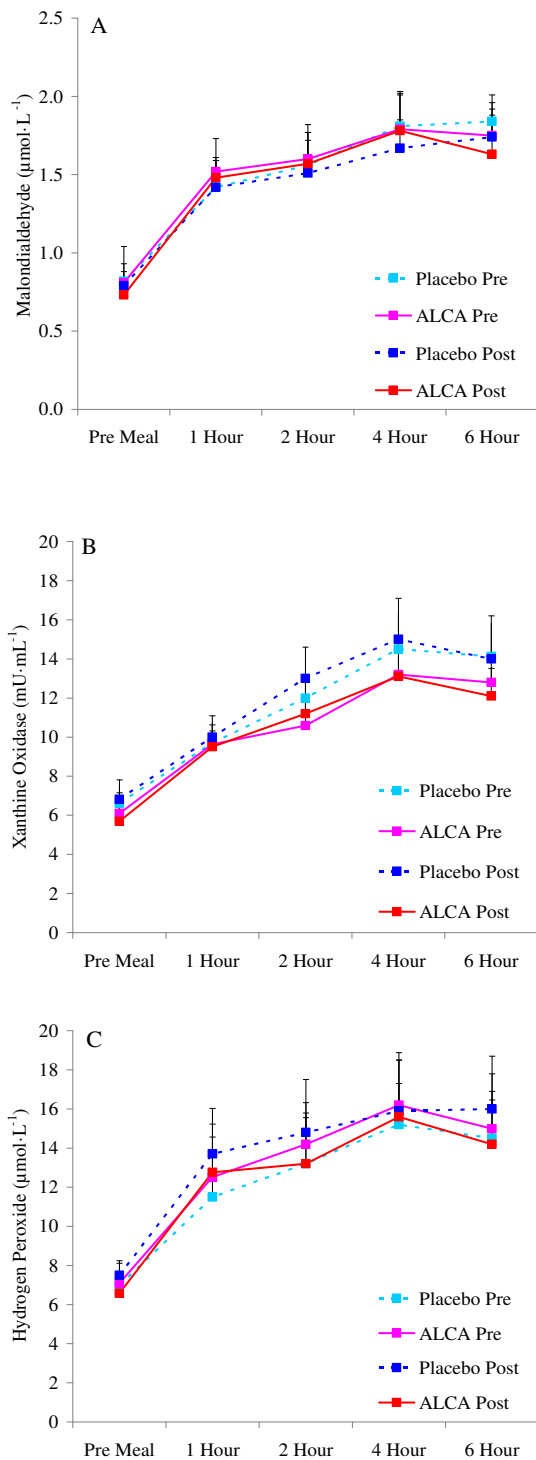 A
2.5
2.0
1.5
1.0
0.5
0.0
Malondialdehyde (µmol·L⁻¹)
Placebo Pre
ALCA Pre
Placebo Post
ALCA Post
Pre Meal 1 Hour 2 Hour 4 Hour 6 Hour
B
20
18
16
14
12
10
8
6
4
2
0
Xanthine Oxidase (mU·mL⁻¹)
Placebo Pre
ALCA Pre
Placebo Post
ALCA Post
Pre Meal 1 Hour 2 Hour 4 Hour 6 Hour
C
20
18
16
14
12
10
8
6
4
2
0
Hydrogen Peroxide (µmol·L⁻¹)
Placebo Pre
ALCA Pre
Placebo Post
ALCA Post
Pre Meal 1 Hour 2 Hour 4 Hour 6 Hour